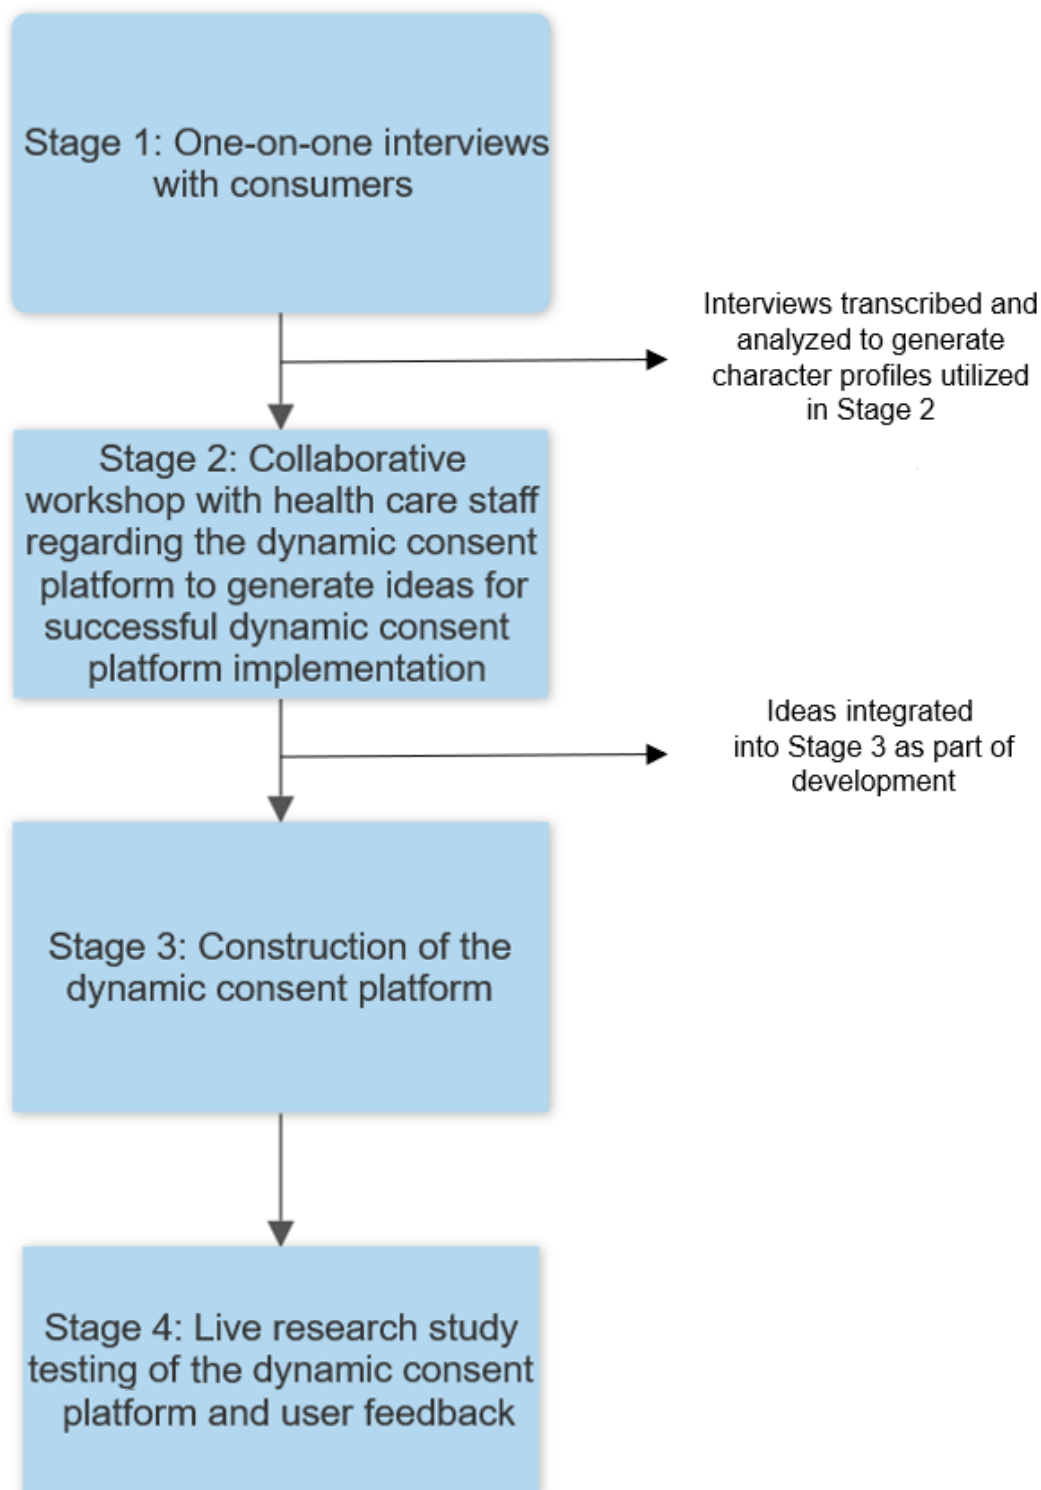 Stage 1: One-on-one interviews
with consumers
Interviews transcribed and
analyzed to generate
character profiles utilized
in Stage 2
Stage 2: Collaborative
workshop with health care staff
regarding the dynamic consent
platform to generate ideas for
successful dynamic consent
platform implementation
Ideas integrated
into Stage 3 as part of
development
Stage 3: Construction of the
dynamic consent platform
Stage 4: Live research study
testing of the dynamic consent
platform and user feedback